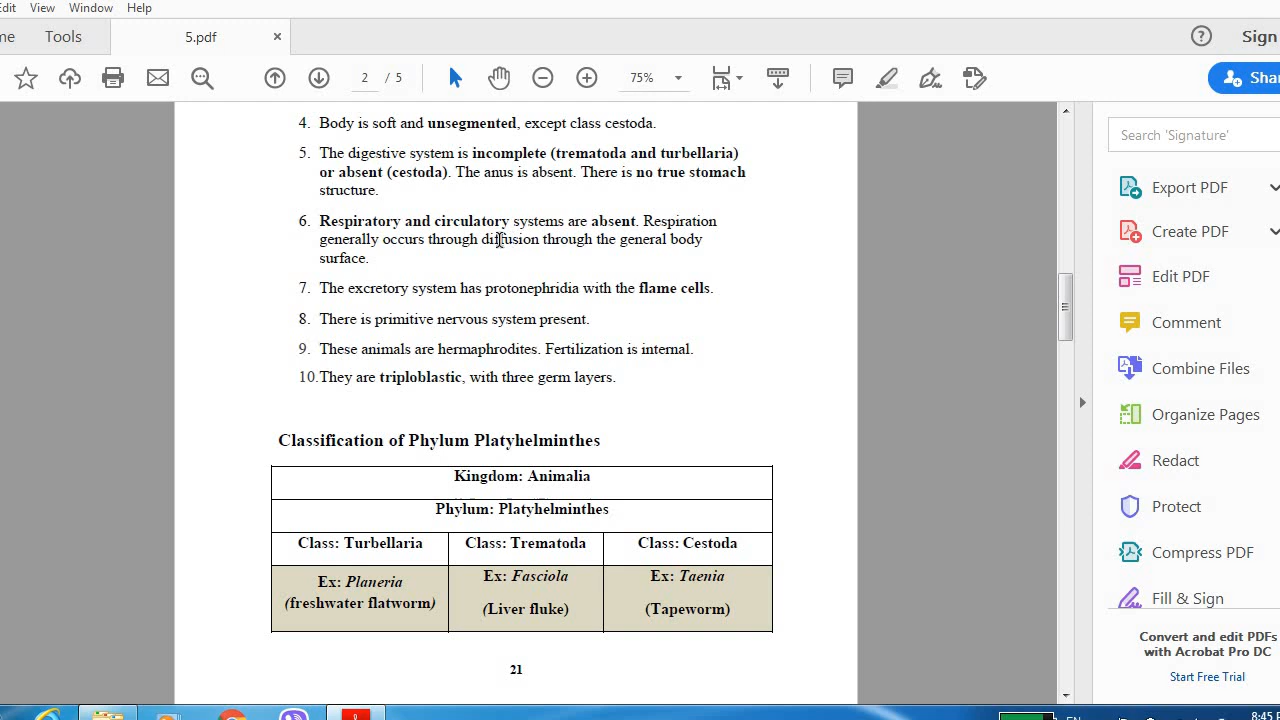 Edit View Window Help
me Tools 5.pdf × ? Sign
2 / 5 75% Shar
4. Body is soft and unsegmented, except class cestoda.
5. The digestive system is incomplete (trematoda and turbellaria)
or absent (cestoda). The anus is absent. There is no true stomach
structure.
6. Respiratory and circulatory systems are absent. Respiration
generally occurs through diffusion through the general body
surface.
7. The excretory system has protonephridia with the flame cells.
8. There is primitive nervous system present.
9. These animals are hermaphrodites. Fertilization is internal.
10.They are triploblastic, with three germ layers.
Classification of Phylum Platyhelminthes
Kingdom: Animalia
Phylum: Platyhelminthes
Class: Turbellaria Class: Trematoda Class: Cestoda
Ex: Planeria Ex: Fasciola Ex: Taenia
(freshwater flatworm) (Liver fluke) (Tapeworm)
21
Search 'Signature'
Export PDF
Create PDF
Edit PDF
Comment
Combine Files
Organize Pages
Redact
Protect
Compress PDF
Fill & Sign
Convert and edit PDFs
with Acrobat Pro DC
Start Free Trial
EN 8:45 P